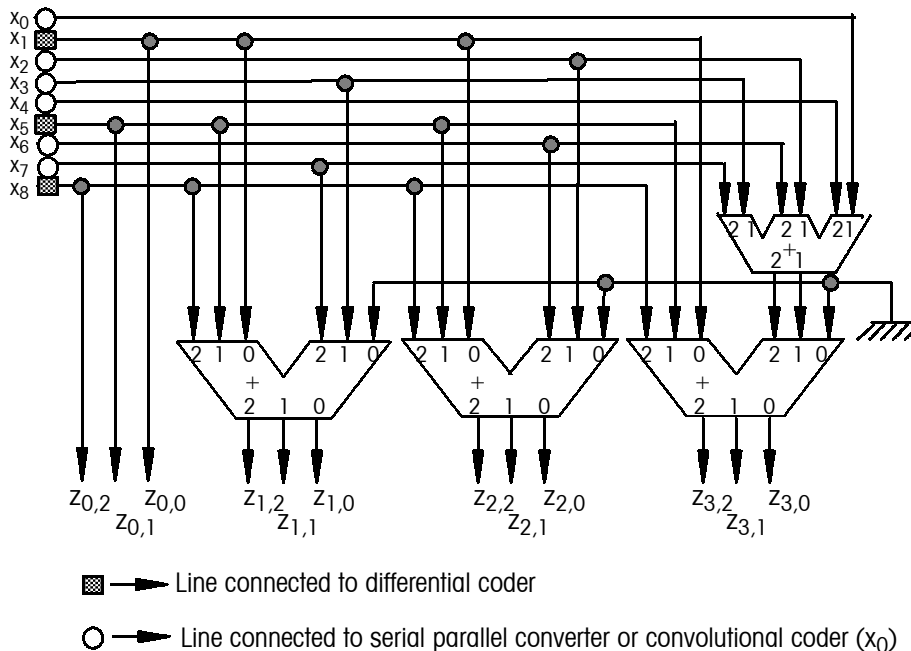 x0
x1
x2
x3
x4
x5
x6
x7
x8
2 1 2 1 21
+
2 1
2 1 0 2 1 0
+
2 1 0
2 1 0 2 1 0
+
2 1 0
2 1 0 2 1 0
+
2 1 0
z0,2 z0,0 z1,2 z1,0 z2,2 z2,0 z3,2 z3,0
z0,1 z1,1 z2,1 z3,1
Line connected to differential coder
Line connected to serial parallel converter or convolutional coder (x0)